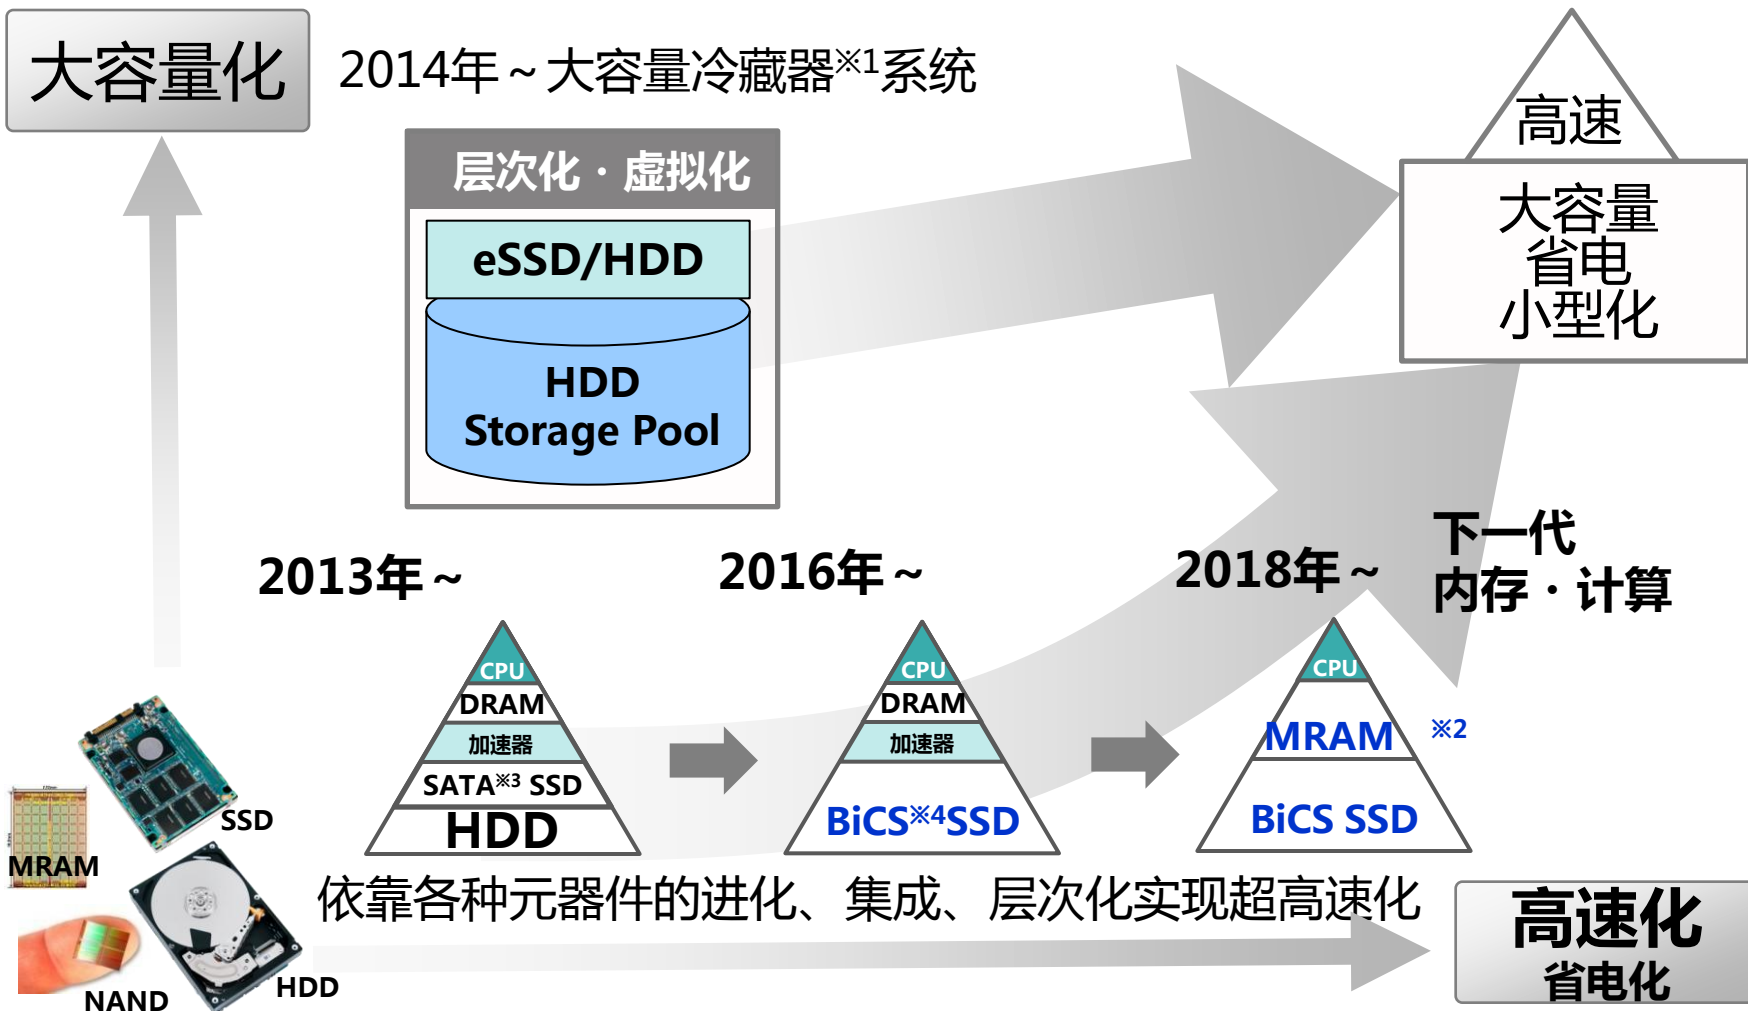 大容量化
2014年～大容量冷藏器※1系统
层次化・虚拟化
eSSD/HDD
HDD
Storage Pool
高速
大容量
省电
小型化
2013年～
2016年～
2018年～
下一代
内存・计算
CPU
DRAM
加速器
SATA※3 SSD
HDD
CPU
DRAM
加速器
BiCS※4SSD
CPU
MRAM ※2
BiCS SSD
SSD
MRAM
NAND
HDD
依靠各种元器件的进化、集成、层次化实现超高速化
高速化
省电化